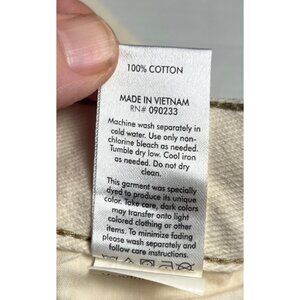 100% COTTON
MADE IN VIETNAM
RN# 090233
Machine wash separately in
cold water. Use only non-
chlorine bleach as needed.
Tumble dry low. Cool iron
as needed. Do not dry
clean.
This garment was specially
dyed to produce its unique
color. Take care, dark colors
may transfer onto light
colored clothing or other
items. To minimize fading
please wash separately and
follow care instructions.